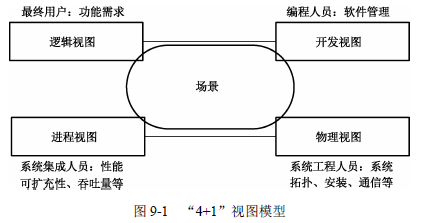 最终用户：功能需求
编程人员：软件管理
逻辑视图
开发视图
场景
进程视图
物理视图
系统集成人员：性能
可扩充性、吞吐量等
系统工程人员：系统
拓扑、安装、通信等
图 9-1 “4+1”视图模型